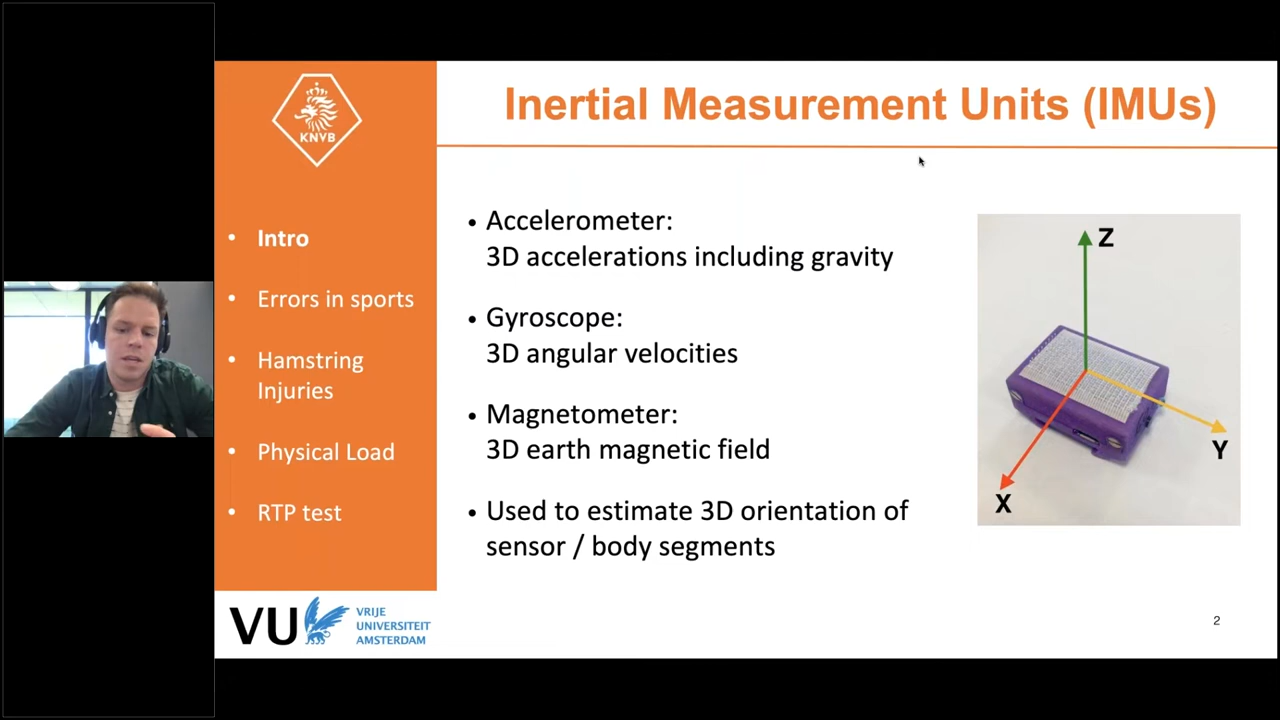 Inertial Measurement Units (IMUs)
KNVB
• Intro
• Errors in sports
• Hamstring
Injuries
• Physical Load
• RTP test
• Accelerometer:
3D accelerations including gravity
• Gyroscope:
3D angular velocities
• Magnetometer:
3D earth magnetic field
• Used to estimate 3D orientation of
sensor / body segments
Z
Y
X
VU
VRIJE
UNIVERSITEIT
AMSTERDAM
2